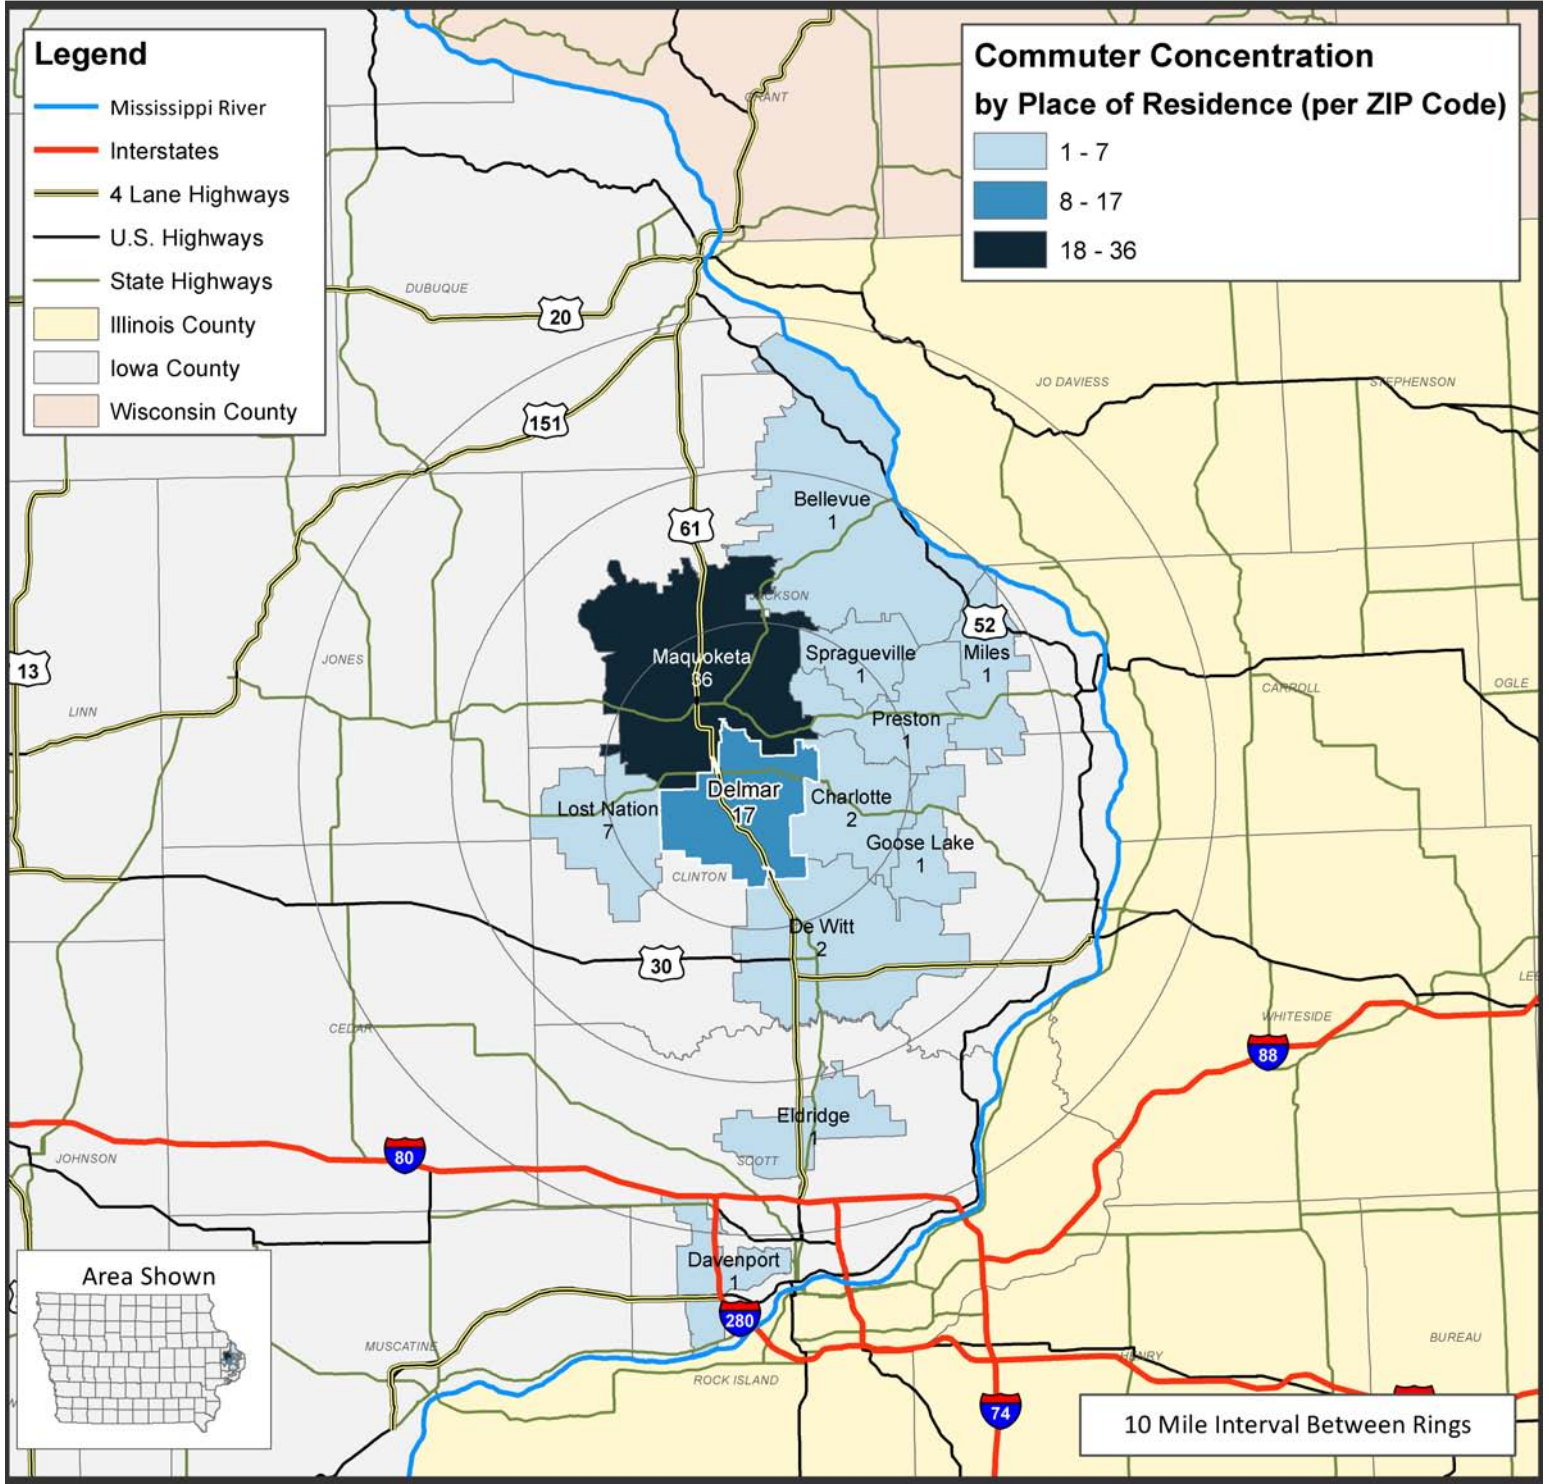 Legend
Mississippi River
Interstates
4 Lane Highways
U.S. Highways
State Highways
Illinois County
Iowa County
Wisconsin County
Commuter Concentration
by Place of Residence (per ZIP Code)
1 - 7
8 - 17
18 - 36
GRANT
DUBUQUE
20
JO DAVIESS
STEPHENSON
151
61
Bellevue
1
JACKSON
52
13
JONES
Maquoketa
36
Spragueville
1
Miles
1
CARROLL
OGLE
LINN
Preston
1
Lost Nation
7
Delmar
17
Charlotte
2
Goose Lake
1
CLINTON
De Witt
2
30
LEE
CEDAR
WHITESIDE
88
Eldridge
1
80
JOHNSON
SCOTT
Davenport
1
280
Area Shown
MUSCATINE
ROCK ISLAND
HENRY
BUREAU
74
10 Mile Interval Between Rings